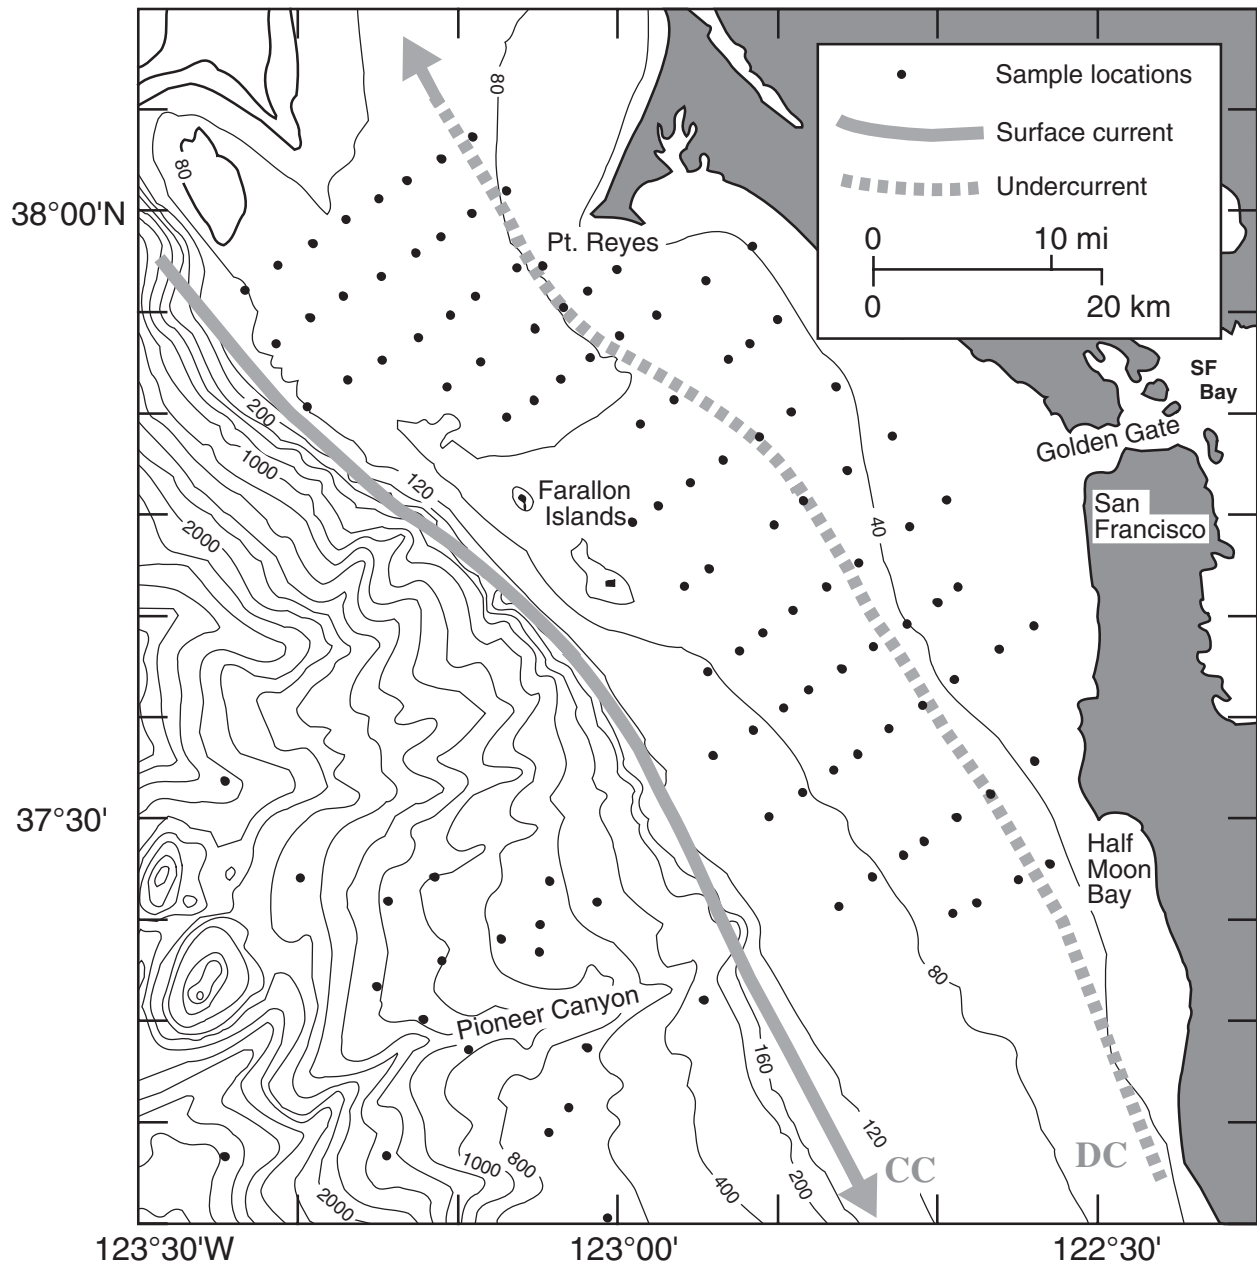 Sample locations
Surface current
Undercurrent
0 10 mi
0 20 km
80
80
38°00'N
Pt. Reyes
SF
Bay
200
1000
120
2000
Golden Gate
Farallon
Islands
San
Francisco
40
37°30'
Half
Moon
Bay
80
Pioneer Canyon
160
120
CC
DC
1000
800
400
200
2000
123°30'W
123°00'
122°30'